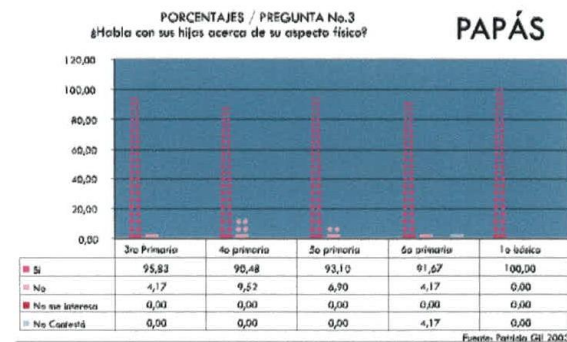 PORCENTAJES / PREGUNTA No.3
¿Habla con sus hijas acerca de su aspecto físico?
PAPÁS
120,00
100,00
80,00
60,00
40,00
20,00
0,00
3ro Primaria 4o primaria 5o primaria 6o primaria 1o básico
Si 95,83 90,48 93,10 91,67 100,00
No 4,17 9,52 6,90 4,17 0,00
No me interesa 0,00 0,00 0,00 0,00 0,00
No Contestó 0,00 0,00 0,00 4,17 0,00
Fuente: Patricia Gil 2003